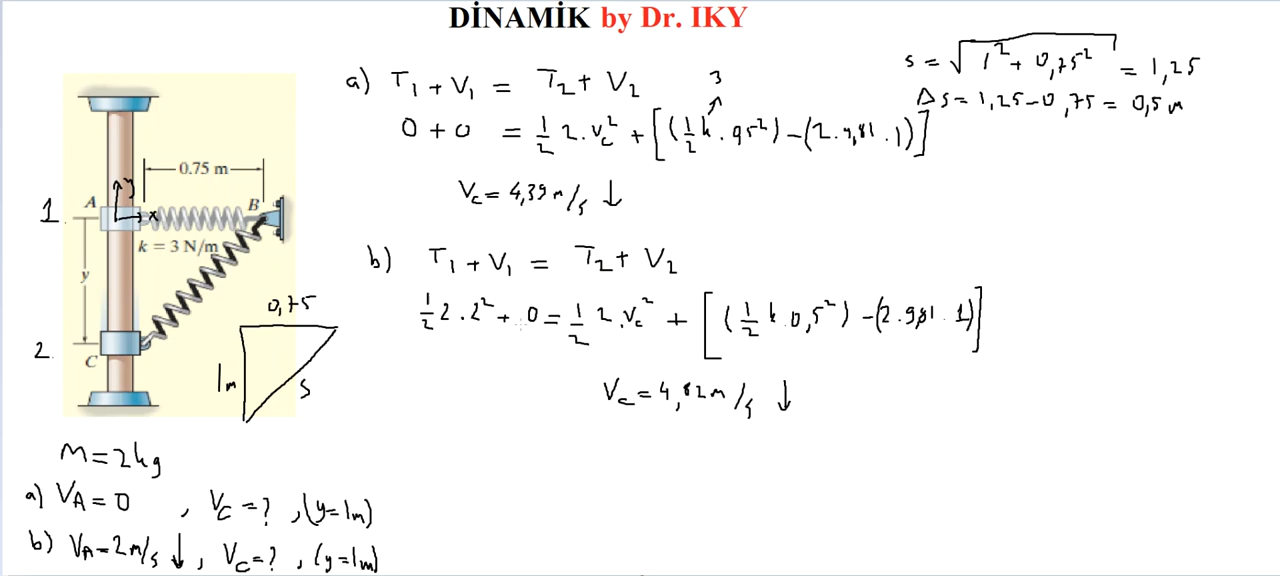 DİNAMİK by Dr. IKY
s = √(1² + 0,75²) = 1,25
Δs = 1,25 - 0,75 = 0,5 m
a) T₁ + V₁ = T₂ + V₂
3
0 + 0 = ½ 2. Vc² + [(½ k . 0,5²) - (2 . 9,81 . 1)]
Vc = 4,39 m/s ↓
b) T₁ + V₁ = T₂ + V₂
½ 2 . 2² + 0 = ½ 2 . Vc² + [(½ k 0,5²) - (2 . 9,81 . 1)]
Vc = 4,82 m/s ↓
0.75 m
y
A
x
B
1
k = 3 N/m
y
2
C
0,75
1m
s
m = 2 kg
a) VA = 0 , Vc = ? , (y = 1m)
b) VA = 2 m/s ↓ , Vc = ? , (y = 1m)